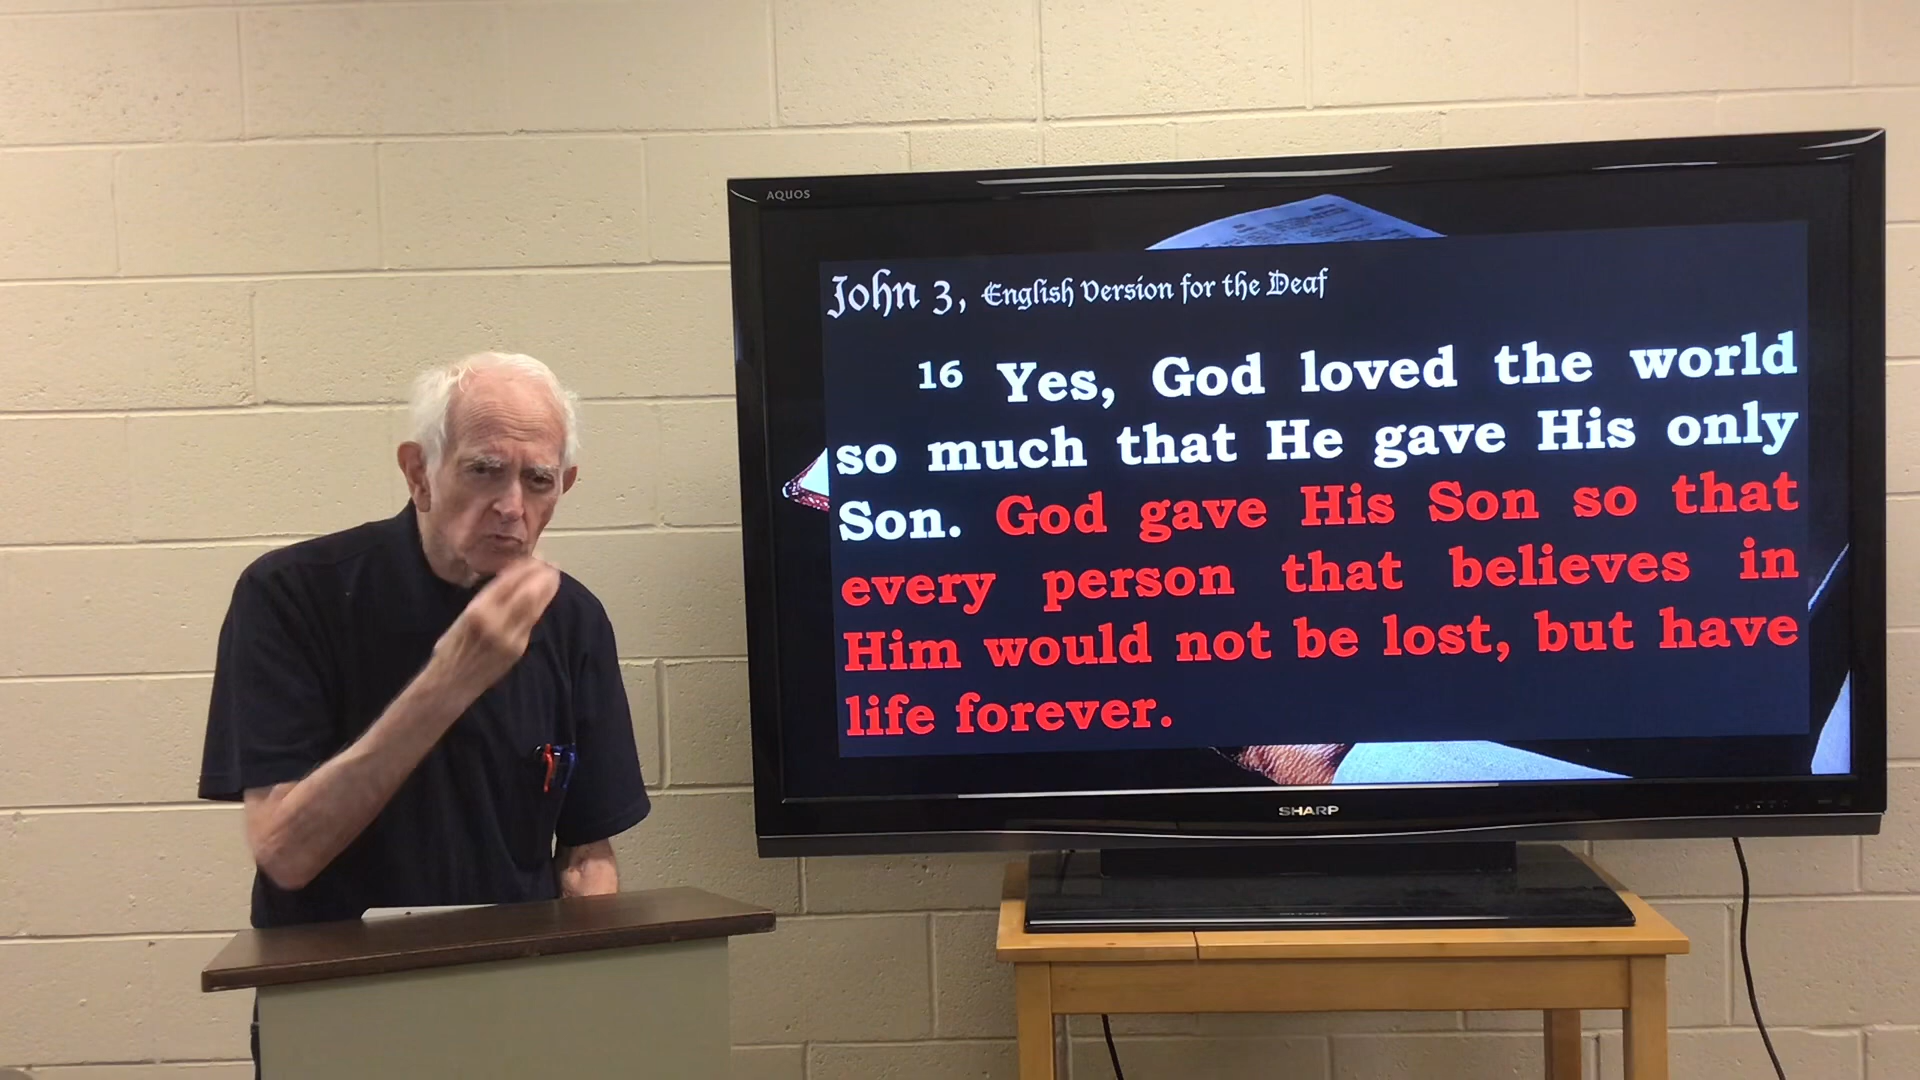 AQUOS
John 3, English Version for the Deaf
16 Yes, God loved the world
so much that He gave His only
Son. God gave His Son so that
every person that believes in
Him would not be lost, but have
life forever.
SHARP